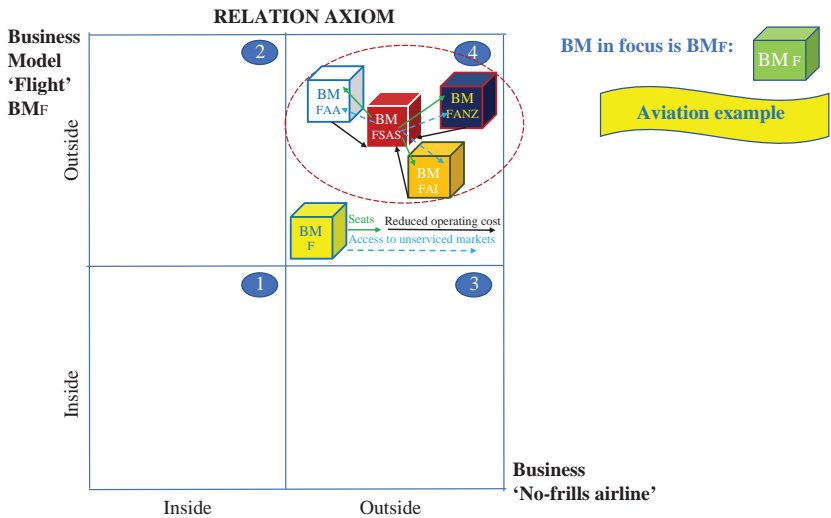 RELATION AXIOM
Business
Model
'Flight'
BMF
2
4
BM in focus is BMF:
BM F
Aviation example
BM
FAA
BM
FSAS
BM
FANZ
BM
FAI
Outside
BM
F
Seats
Reduced operating cost
Access to unserviced markets
1
3
Inside
Business
'No-frills airline'
Inside
Outside